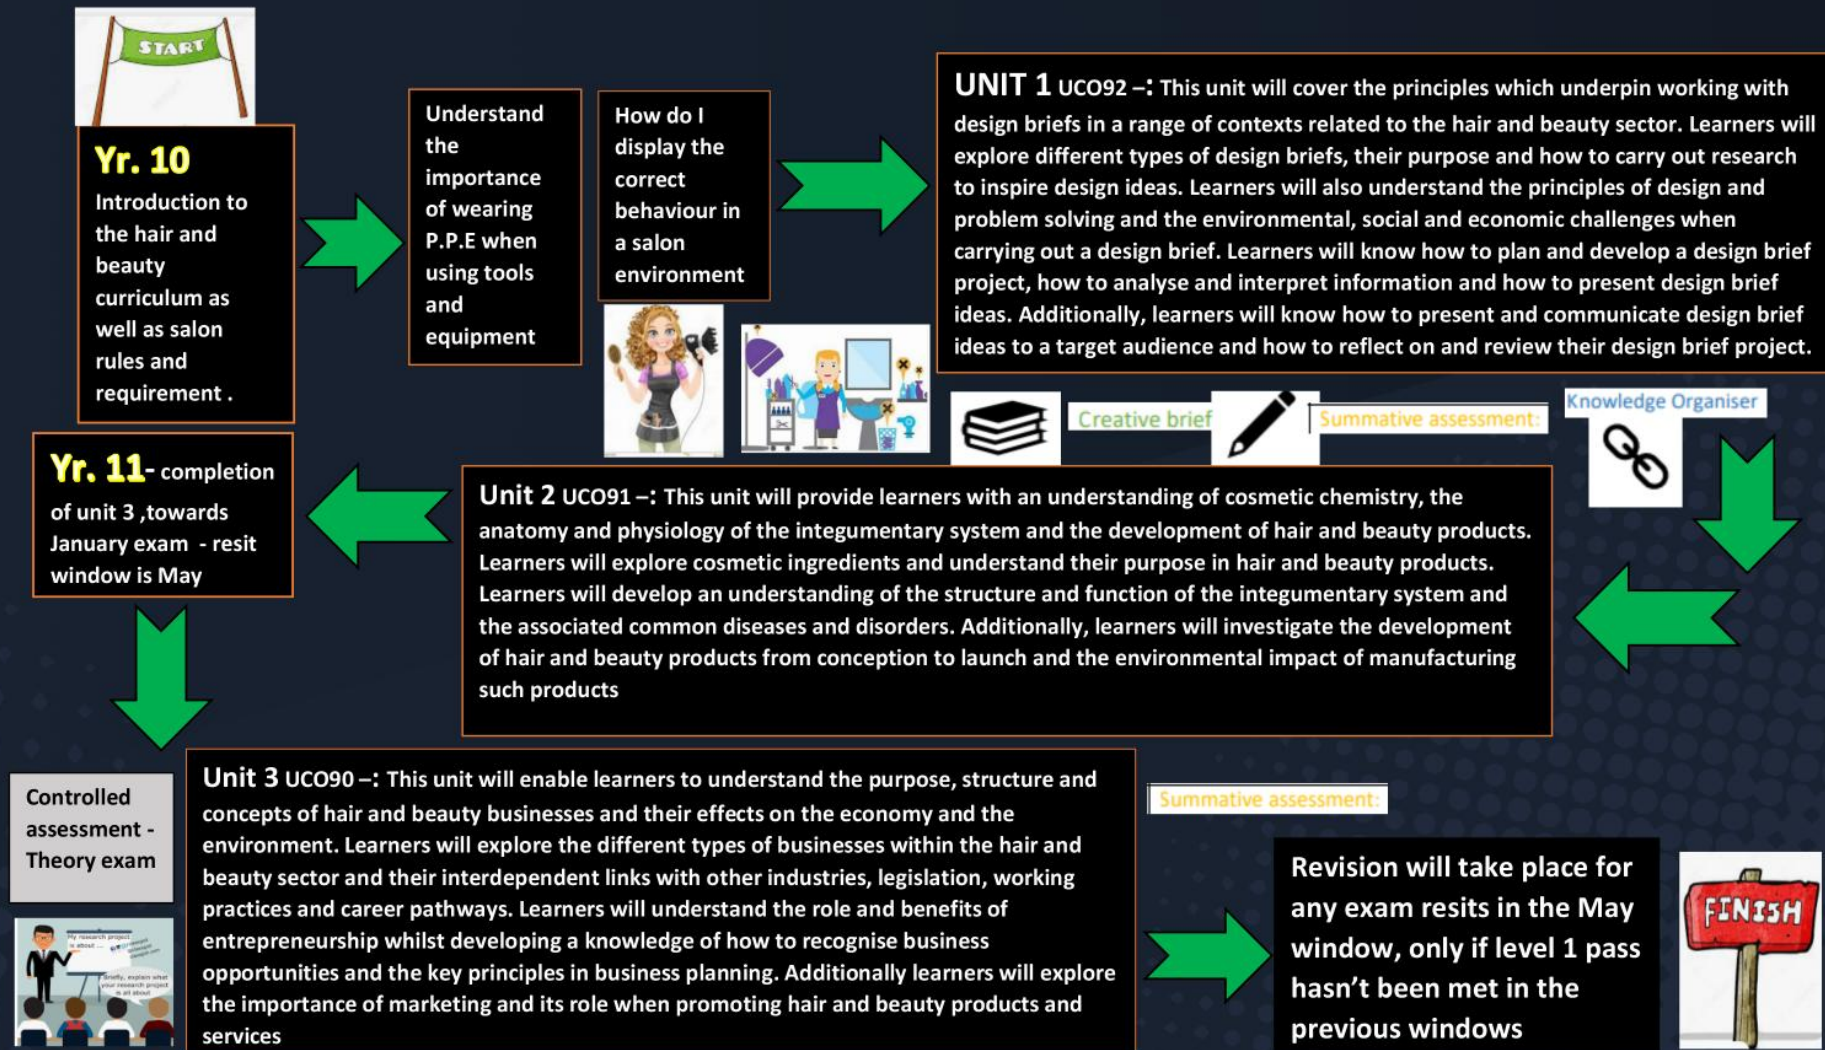 START
Yr. 10
Introduction to
the hair and
beauty
curriculum as
well as salon
rules and
requirement .
Understand
the
importance
of wearing
P.P.E when
using tools
and
equipment
How do I
display the
correct
behaviour in
a salon
environment
UNIT 1 UCO92 –: This unit will cover the principles which underpin working with
design briefs in a range of contexts related to the hair and beauty sector. Learners will
explore different types of design briefs, their purpose and how to carry out research
to inspire design ideas. Learners will also understand the principles of design and
problem solving and the environmental, social and economic challenges when
carrying out a design brief. Learners will know how to plan and develop a design brief
project, how to analyse and interpret information and how to present design brief
ideas. Additionally, learners will know how to present and communicate design brief
ideas to a target audience and how to reflect on and review their design brief project.
Creative brief
Summative assessment:
Knowledge Organiser
Unit 2 UCO91 –: This unit will provide learners with an understanding of cosmetic chemistry, the
anatomy and physiology of the integumentary system and the development of hair and beauty products.
Learners will explore cosmetic ingredients and understand their purpose in hair and beauty products.
Learners will develop an understanding of the structure and function of the integumentary system and
the associated common diseases and disorders. Additionally, learners will investigate the development
of hair and beauty products from conception to launch and the environmental impact of manufacturing
such products
Yr. 11- completion
of unit 3 ,towards
January exam - resit
window is May
Controlled
assessment -
Theory exam
My research project
is about ...
Briefly, explain what
your research project
is all about
Unit 3 UCO90 –: This unit will enable learners to understand the purpose, structure and
concepts of hair and beauty businesses and their effects on the economy and the
environment. Learners will explore the different types of businesses within the hair and
beauty sector and their interdependent links with other industries, legislation, working
practices and career pathways. Learners will understand the role and benefits of
entrepreneurship whilst developing a knowledge of how to recognise business
opportunities and the key principles in business planning. Additionally learners will explore
the importance of marketing and its role when promoting hair and beauty products and
services
Summative assessment:
Revision will take place for
any exam resits in the May
window, only if level 1 pass
hasn't been met in the
previous windows
FINISH